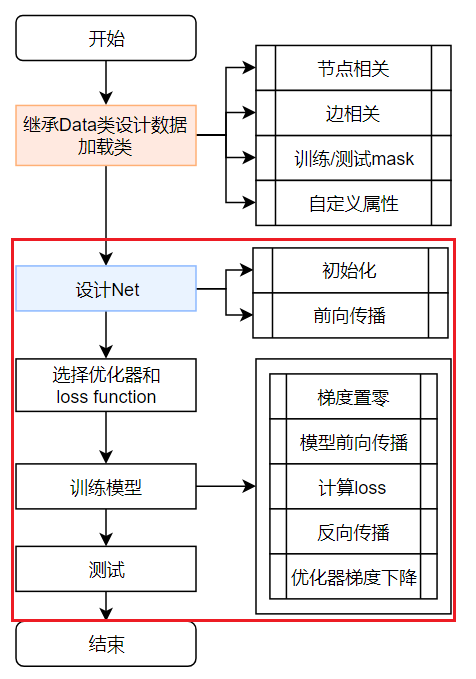 开始
继承Data类设计数据
加载类
节点相关
边相关
训练/测试mask
自定义属性
设计Net
初始化
前向传播
选择优化器和
loss function
训练模型
梯度置零
模型前向传播
计算loss
反向传播
优化器梯度下降
测试
结束